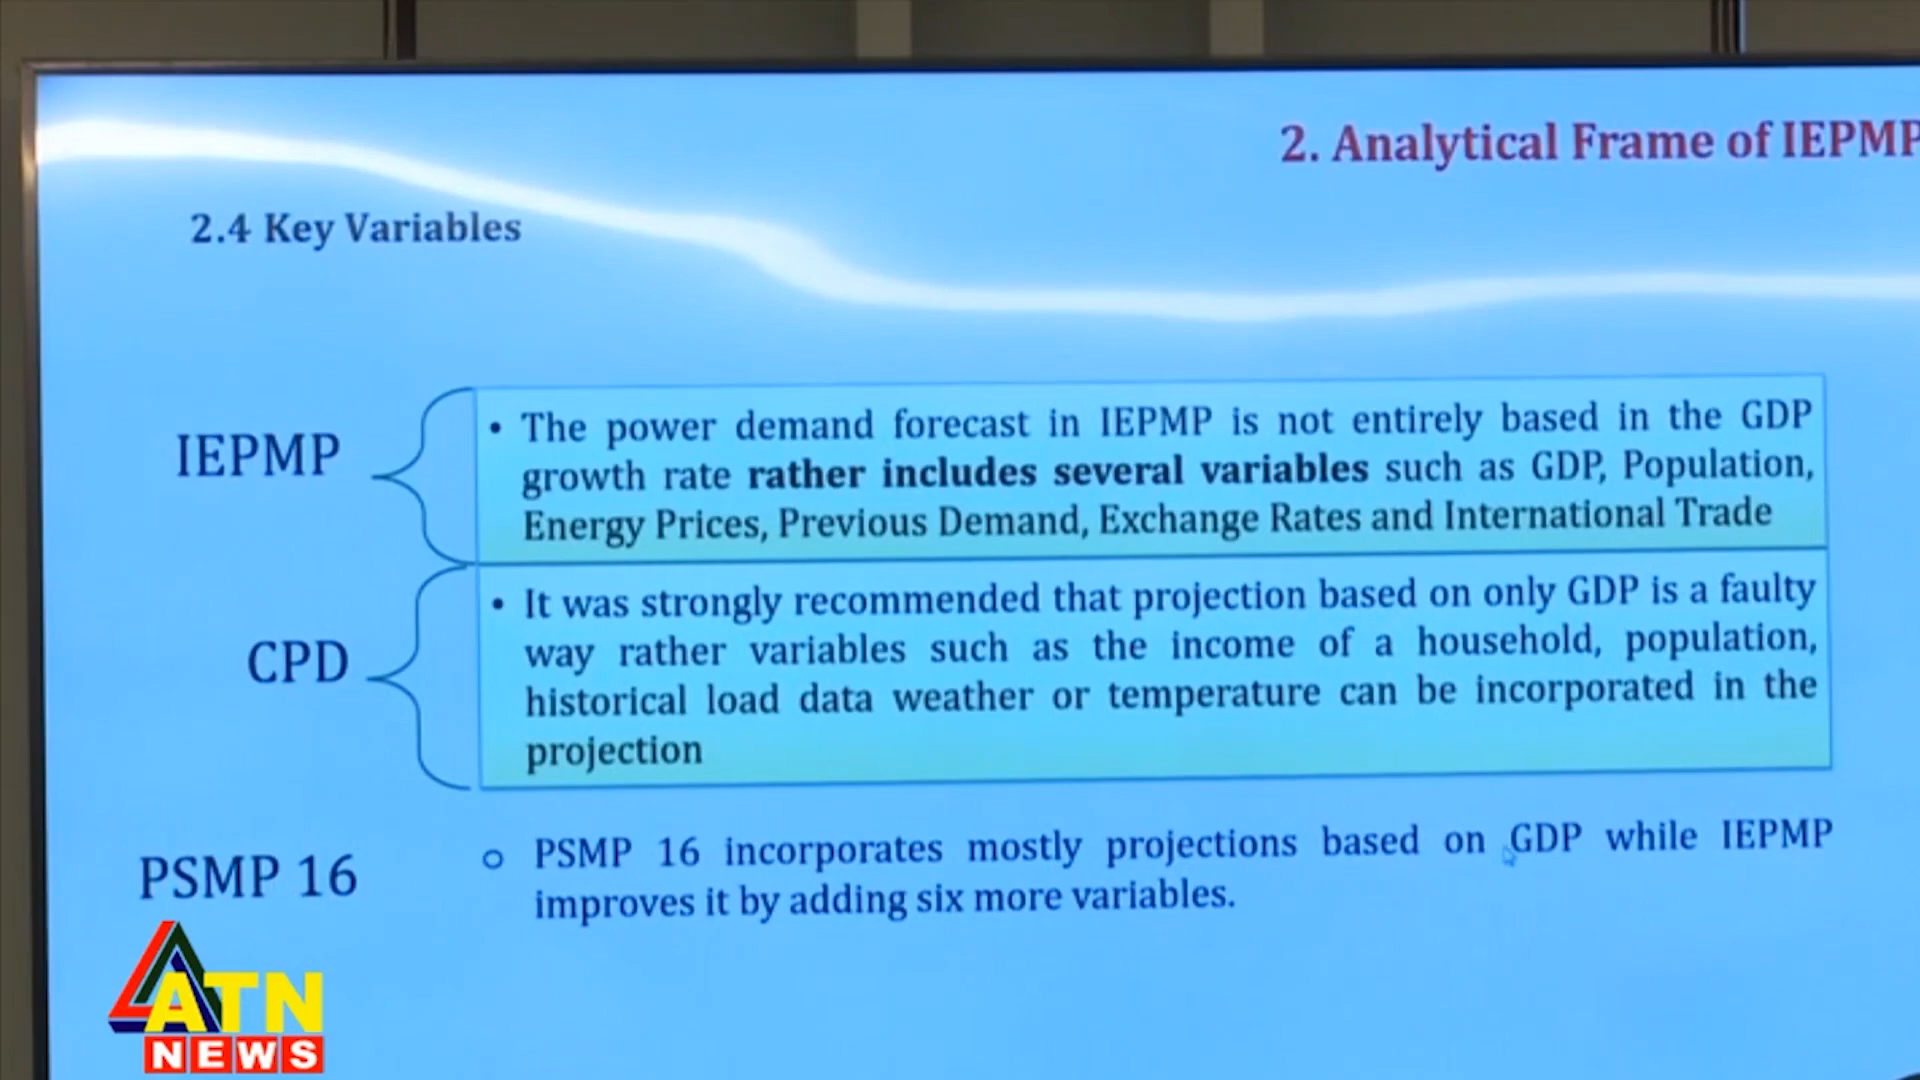 2. Analytical Frame of IEPMP
2.4 Key Variables
IEPMP
• The power demand forecast in IEPMP is not entirely based in the GDP
growth rate rather includes several variables such as GDP, Population,
Energy Prices, Previous Demand, Exchange Rates and International Trade
CPD
• It was strongly recommended that projection based on only GDP is a faulty
way rather variables such as the income of a household, population,
historical load data weather or temperature can be incorporated in the
projection
PSMP 16
o PSMP 16 incorporates mostly projections based on GDP while IEPMP
improves it by adding six more variables.
ATN
NEWS